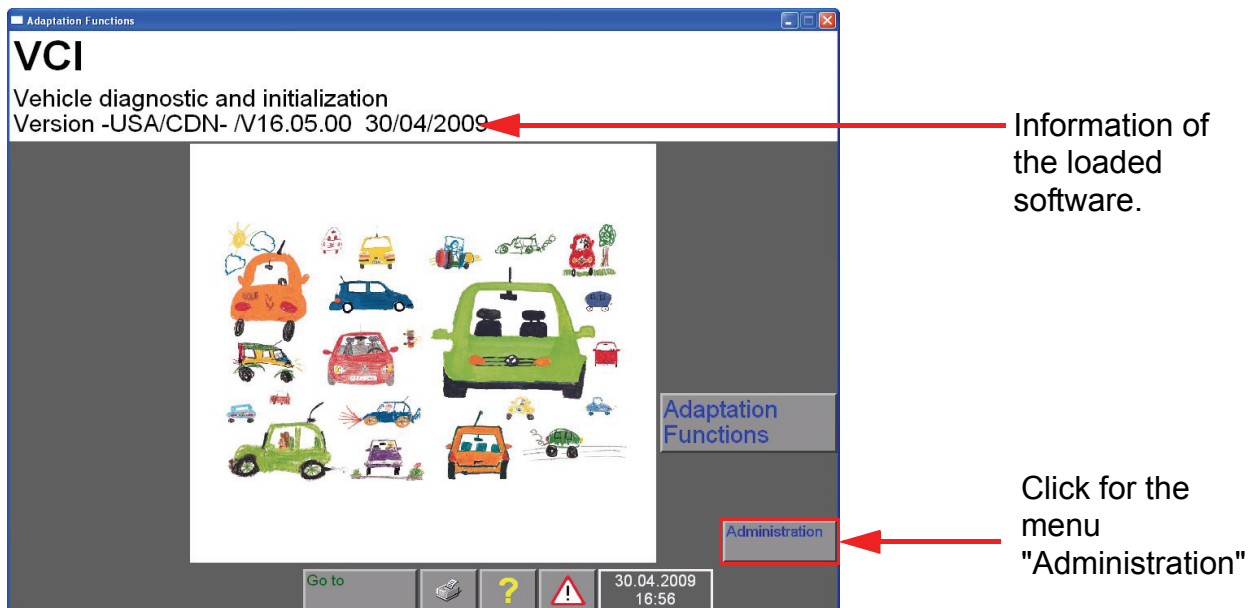 Adaptation Functions
VCI
Vehicle diagnostic and initialization
Version -USA/CDN- /V16.05.00 30/04/2009
Information of
the loaded
software.
Adaptation
Functions
Administration
Click for the
menu
"Administration"
Go to
?
30.04.2009
16:56